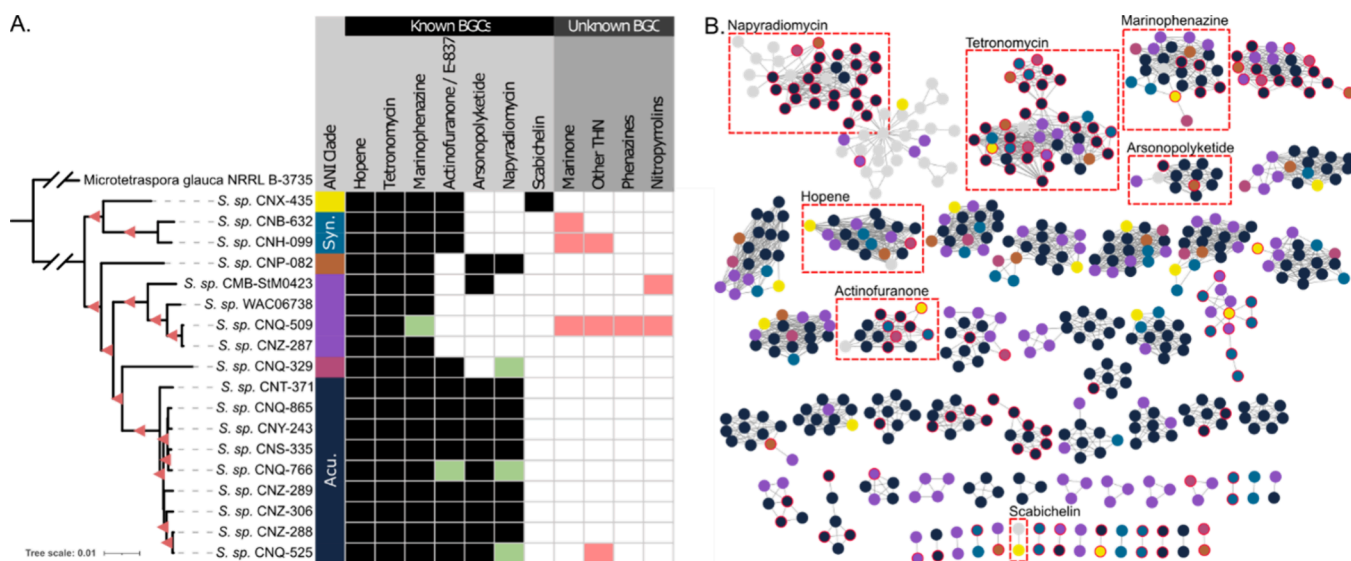 A.
Known BGCs
Unknown BGC
ANI Clade
Hopene
Tetronomycin
Marinophenazine
Actinofuranone / E-837
Arsonopolyketide
Napyradiomycin
Scabichelin
Marinone
Other THN
Phenazines
Nitropyrrolins
Microtetraspora glauca NRRL B-3735
S. sp. CNX-435
S. sp. CNB-632
S. sp. CNH-099
S. sp. CNP-082
S. sp. CMB-StM0423
S. sp. WAC06738
S. sp. CNQ-509
S. sp. CNZ-287
S. sp. CNQ-329
S. sp. CNT-371
S. sp. CNQ-865
S. sp. CNY-243
S. sp. CNS-335
S. sp. CNQ-766
S. sp. CNZ-289
S. sp. CNZ-306
S. sp. CNZ-288
S. sp. CNQ-525
Syn.
Acu.
Tree scale: 0.01
B.
Napyradiomycin
Tetronomycin
Marinophenazine
Arsonopolyketide
Hopene
Actinofuranone
Scabichelin